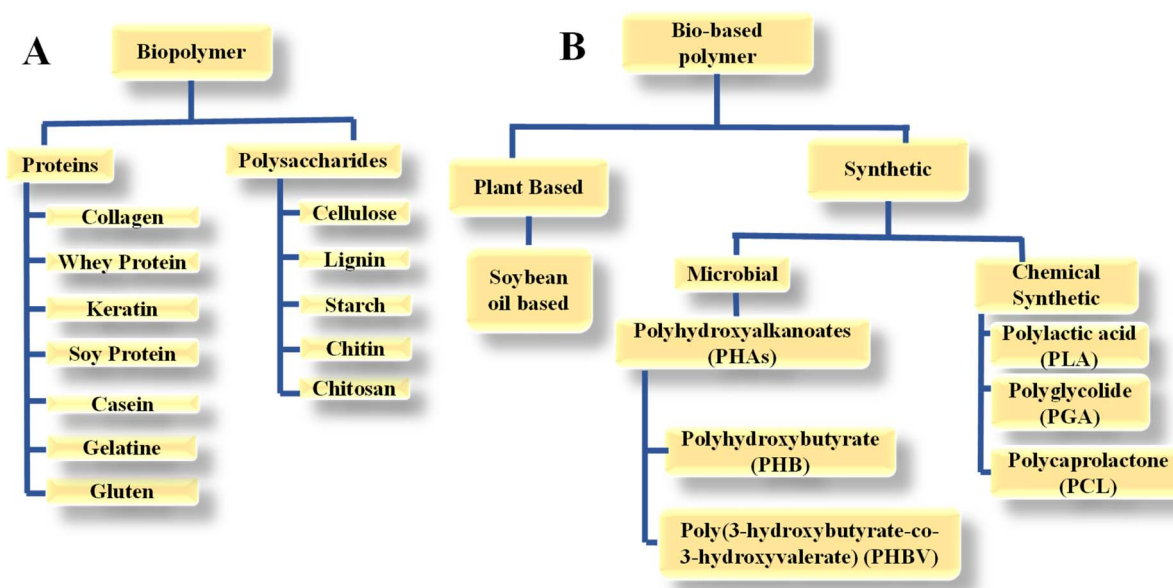 A
Biopolymer
Proteins
Collagen
Whey Protein
Keratin
Soy Protein
Casein
Gelatine
Gluten
Polysaccharides
Cellulose
Lignin
Starch
Chitin
Chitosan
B
Bio-based
polymer
Plant Based
Soybean
oil based
Synthetic
Microbial
Polyhydroxyalkanoates
(PHAs)
Polyhydroxybutyrate
(PHB)
Poly(3-hydroxybutyrate-co-
3-hydroxyvalerate) (PHBV)
Chemical
Synthetic
Polylactic acid
(PLA)
Polyglycolide
(PGA)
Polycaprolactone
(PCL)